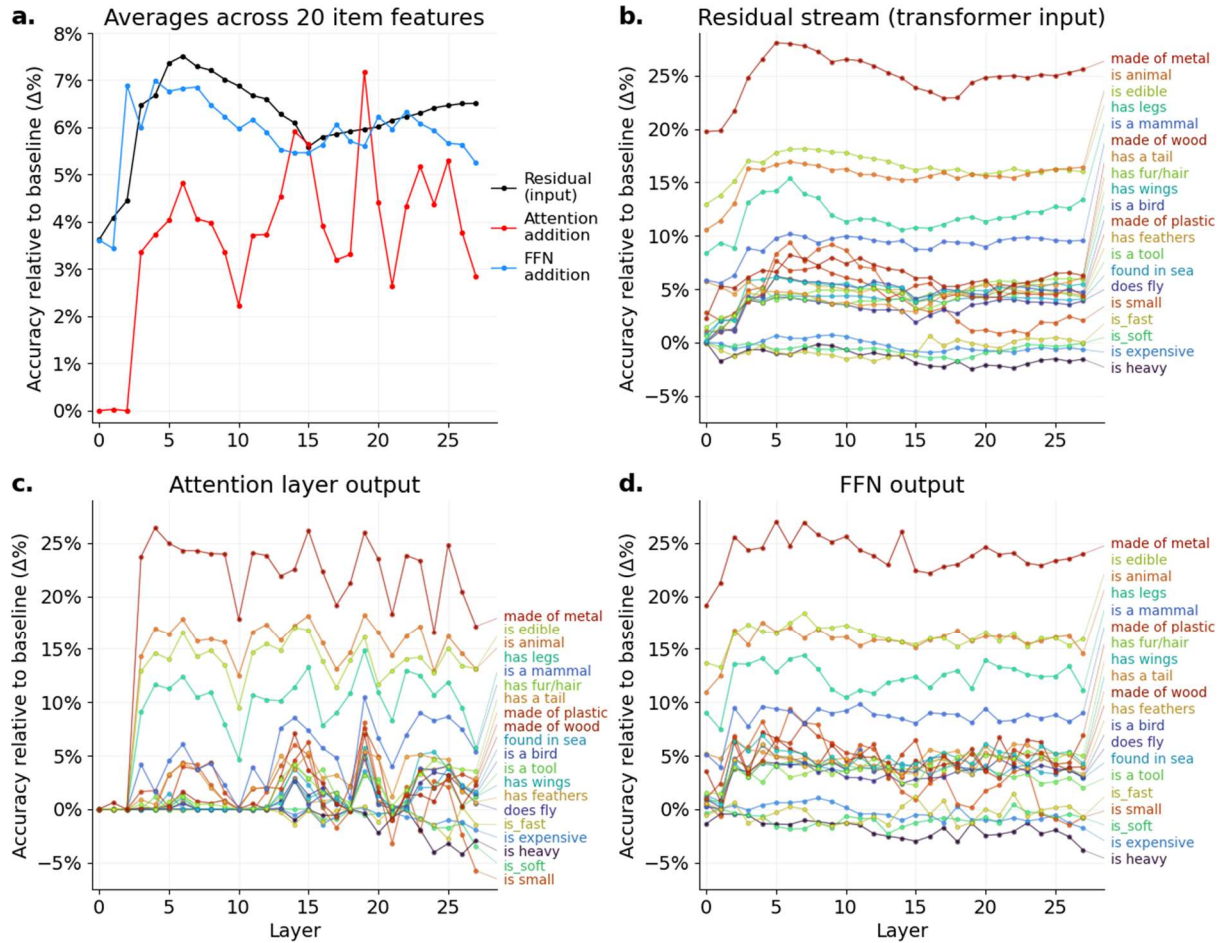 a.
Averages across 20 item features
8%
7%
6%
5%
4%
3%
2%
1%
0%
Accuracy relative to baseline (Δ%)
0 5 10 15 20 25
Residual
(input)
Attention
addition
FFN
addition
b.
Residual stream (transformer input)
25%
20%
15%
10%
5%
0%
−5%
Accuracy relative to baseline (Δ%)
0 5 10 15 20 25
made of metal
is animal
is edible
has legs
is a mammal
made of wood
has a tail
has fur/hair
has wings
is a bird
made of plastic
has feathers
is a tool
found in sea
does fly
is small
is_fast
is_soft
is expensive
is heavy
c.
Attention layer output
25%
20%
15%
10%
5%
0%
−5%
Accuracy relative to baseline (Δ%)
0 5 10 15 20 25
Layer
made of metal
is edible
is animal
has legs
is a mammal
has fur/hair
has a tail
made of plastic
made of wood
found in sea
is a bird
is a tool
has wings
has feathers
does fly
is_fast
is expensive
is heavy
is_soft
is small
d.
FFN output
25%
20%
15%
10%
5%
0%
−5%
Accuracy relative to baseline (Δ%)
0 5 10 15 20 25
Layer
made of metal
is edible
is animal
has legs
is a mammal
made of plastic
has fur/hair
has wings
has a tail
made of wood
has feathers
is a bird
does fly
found in sea
is a tool
is_fast
is small
is_soft
is expensive
is heavy